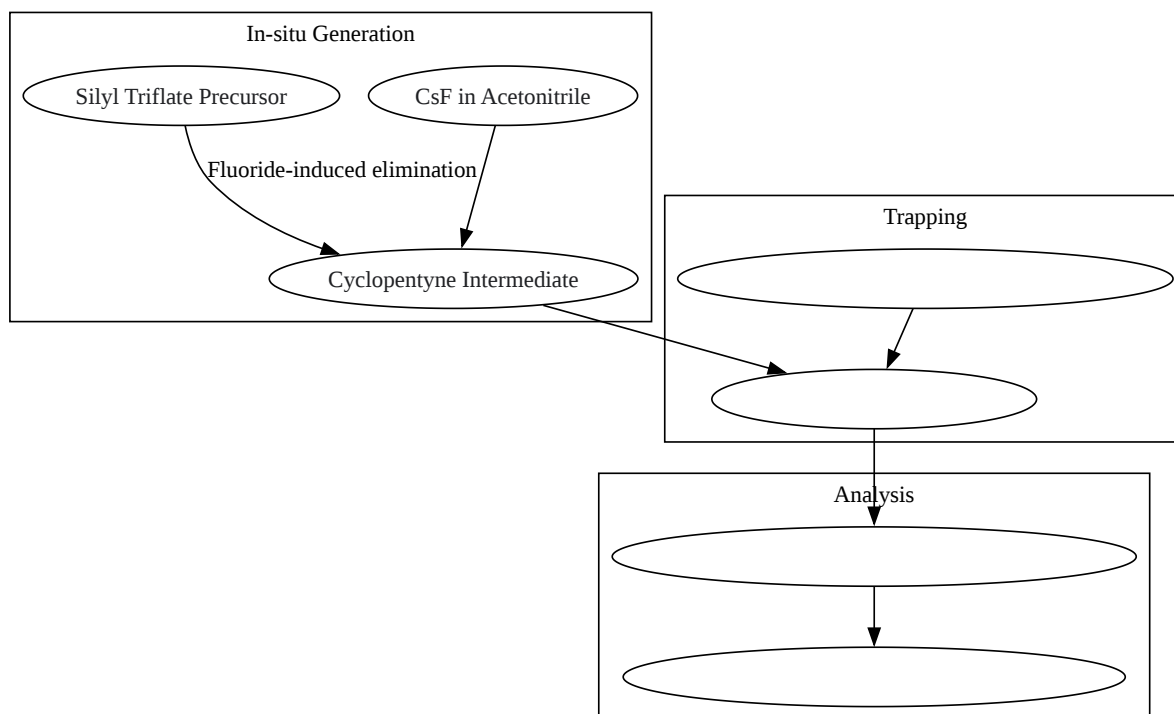 In-situ Generation
Silyl Triflate Precursor
CsF in Acetonitrile
Fluoride-induced elimination
Cyclopentyne Intermediate
Trapping
Analysis